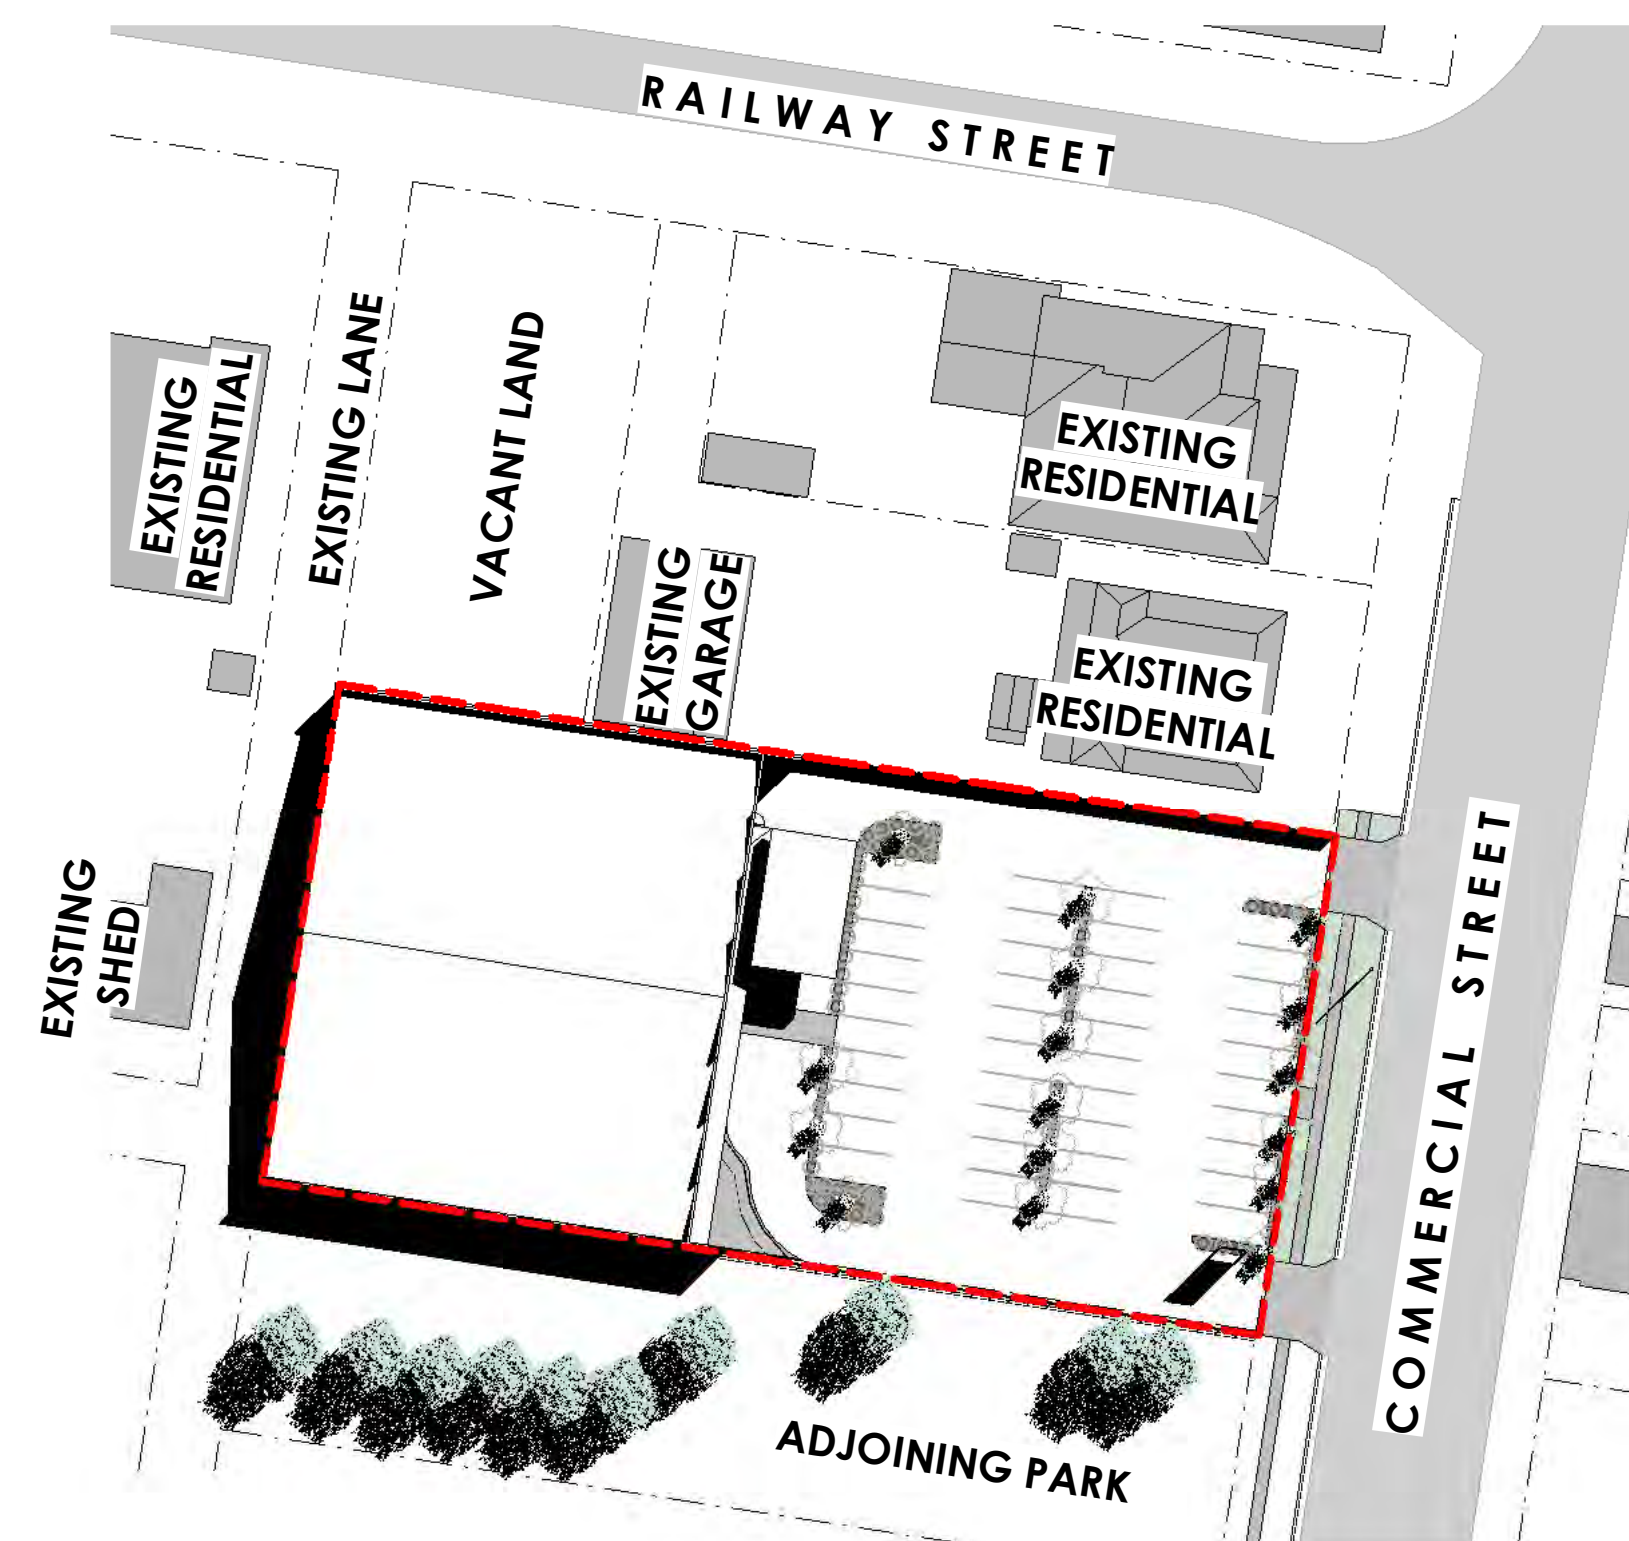 RAILWAY STREET
EXISTING
RESIDENTIAL
EXISTING LANE
VACANT LAND
EXISTING
RESIDENTIAL
EXISTING
GARAGE
EXISTING
RESIDENTIAL
EXISTING
SHED
COMMERCIAL STREET
ADJOINING PARK